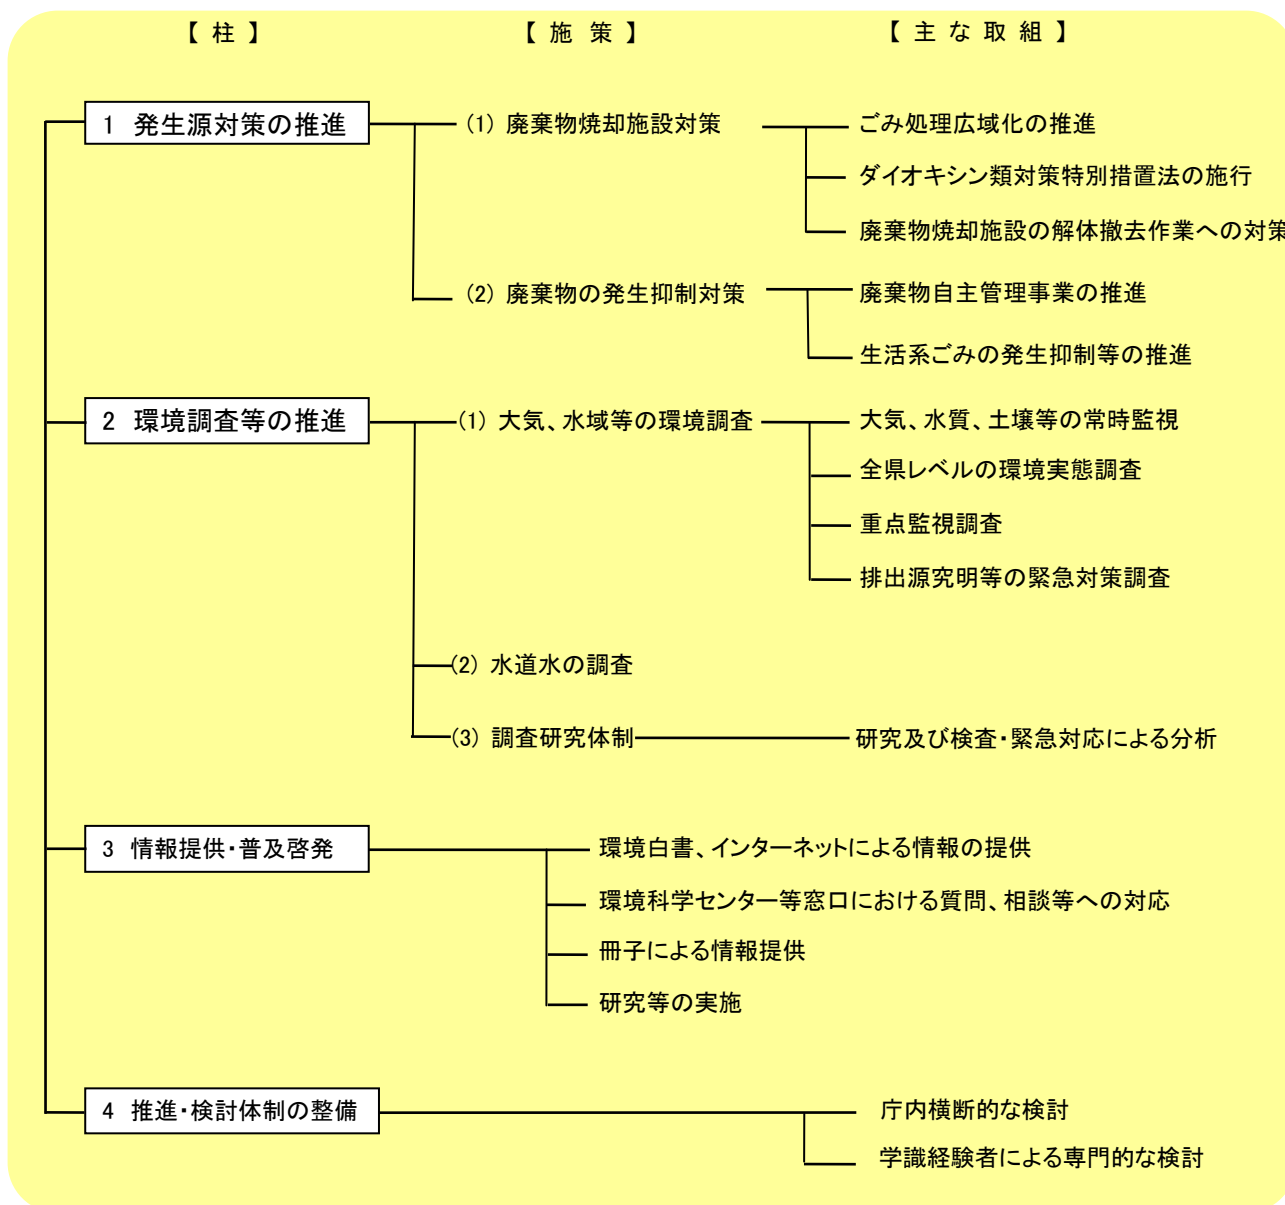 【 柱 】 【 施 策 】 【 主 な 取 組 】
1 発生源対策の推進 (1) 廃棄物焼却施設対策 ごみ処理広域化の推進
ダイオキシン類対策特別措置法の施行
廃棄物焼却施設の解体撤去作業への対策
(2) 廃棄物の発生抑制対策 廃棄物自主管理事業の推進
生活系ごみの発生抑制等の推進
2 環境調査等の推進 (1) 大気、水域等の環境調査 大気、水質、土壌等の常時監視
全県レベルの環境実態調査
重点監視調査
排出源究明等の緊急対策調査
(2) 水道水の調査
(3) 調査研究体制 研究及び検査・緊急対応による分析
3 情報提供・普及啓発 環境白書、インターネットによる情報の提供
環境科学センター等窓口における質問、相談等への対応
冊子による情報提供
研究等の実施
4 推進・検討体制の整備 庁内横断的な検討
学識経験者による専門的な検討